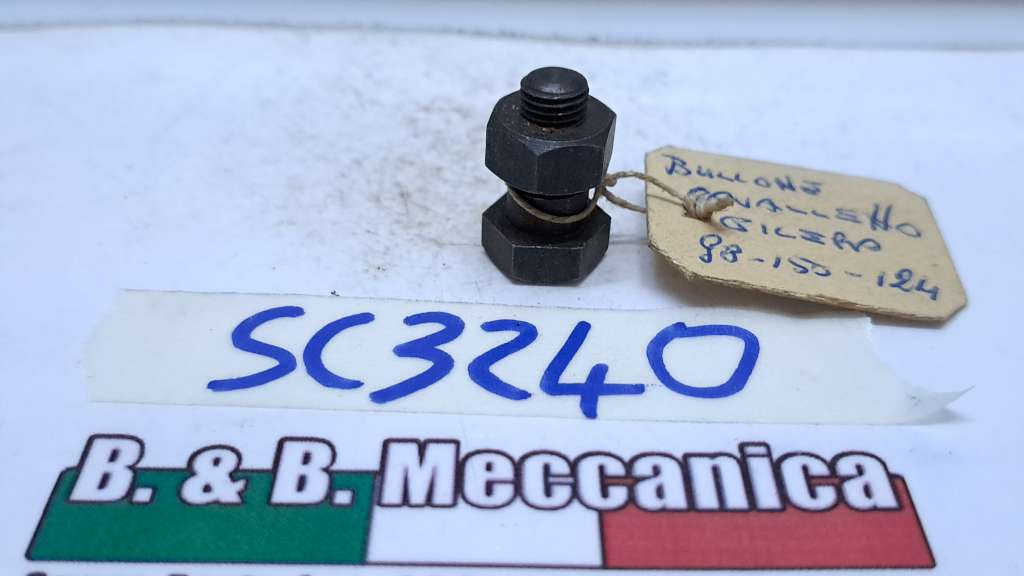 BULLONE
CAVALLETTO
GILERA
98-150-124
SC3240
B. & B. Meccanica